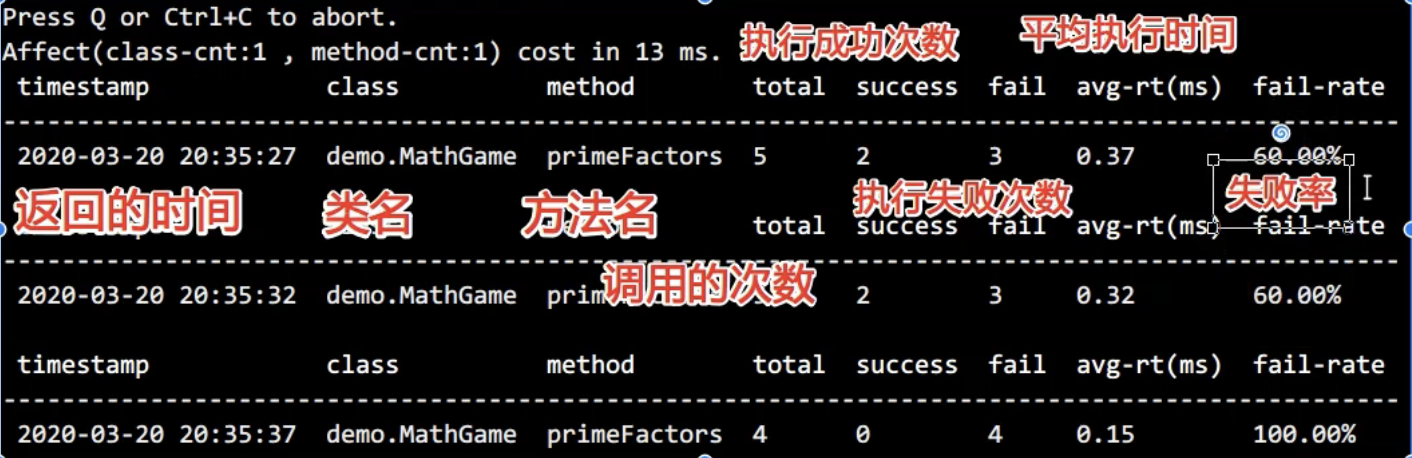 Press Q or Ctrl+C to abort.
Affect(class-cnt:1 , method-cnt:1) cost in 13 ms.
执行成功次数 平均执行时间
timestamp class method total success fail avg-rt(ms) fail-rate
2020-03-20 20:35:27 demo.MathGame primeFactors 5 2 3 0.37 60.00%
返回的时间 类名 方法名 执行失败次数 失败率
total success fail avg-rt(ms) fail-rate
调用的次数
2020-03-20 20:35:32 demo.MathGame 2 3 0.32 60.00%
timestamp class method total success fail avg-rt(ms) fail-rate
2020-03-20 20:35:37 demo.MathGame primeFactors 4 0 4 0.15 100.00%